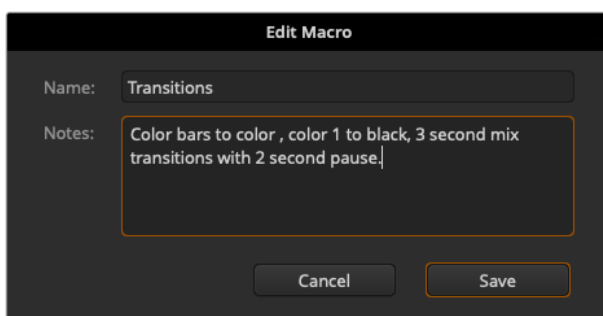 Edit Macro
Name: Transitions
Notes: Color bars to color , color 1 to black, 3 second mix
transitions with 2 second pause.
Cancel Save